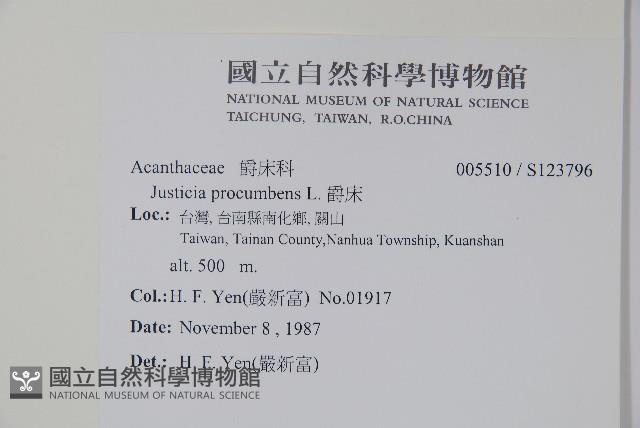 國立自然科學博物館
NATIONAL MUSEUM OF NATURAL SCIENCE
TAICHUNG, TAIWAN, R.O.CHINA
Acanthaceae 爵床科 005510 / S123796
Justicia procumbens L. 爵床
Loc.: 台灣, 台南縣南化鄉, 關山
Taiwan, Tainan County,Nanhua Township, Kuanshan
alt. 500 m.
Col.: H. F. Yen(嚴新富) No.01917
Date: November 8 , 1987
Det.: H. F. Yen(嚴新富)
國立自然科學博物館
NATIONAL MUSEUM OF NATURAL SCIENCE